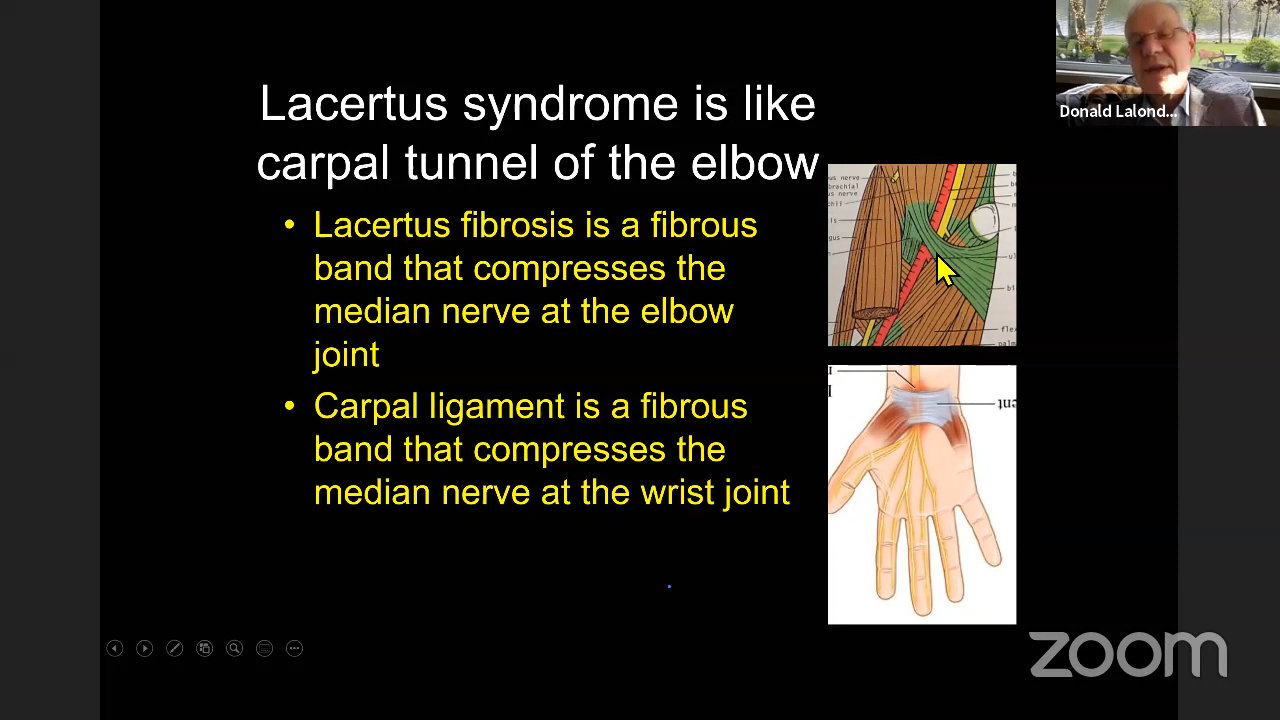 Donald Lalond...
Lacertus syndrome is like
carpal tunnel of the elbow
• Lacertus fibrosis is a fibrous
band that compresses the
median nerve at the elbow
joint
• Carpal ligament is a fibrous
band that compresses the
median nerve at the wrist joint
zoom